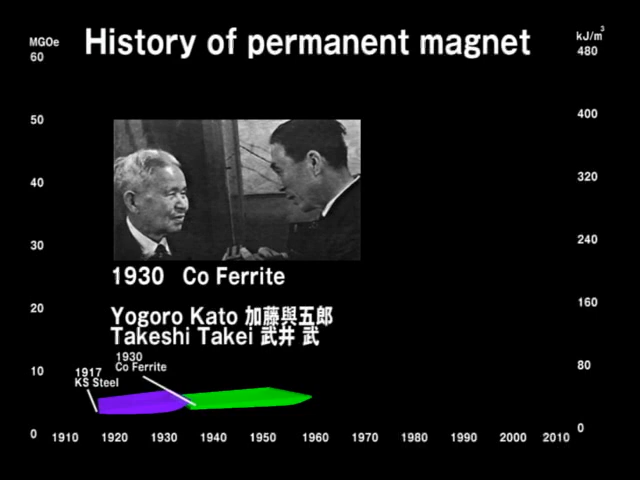 History of permanent magnet
MGOe
kJ/m³
60
480
50
400
40
320
30
240
20
160
10
80
0
0
1930 Co Ferrite
Yogoro Kato 加藤與五郎
Takeshi Takei 武井 武
1930
Co Ferrite
1917
KS Steel
1910 1920 1930 1940 1950 1960 1970 1980 1990 2000 2010